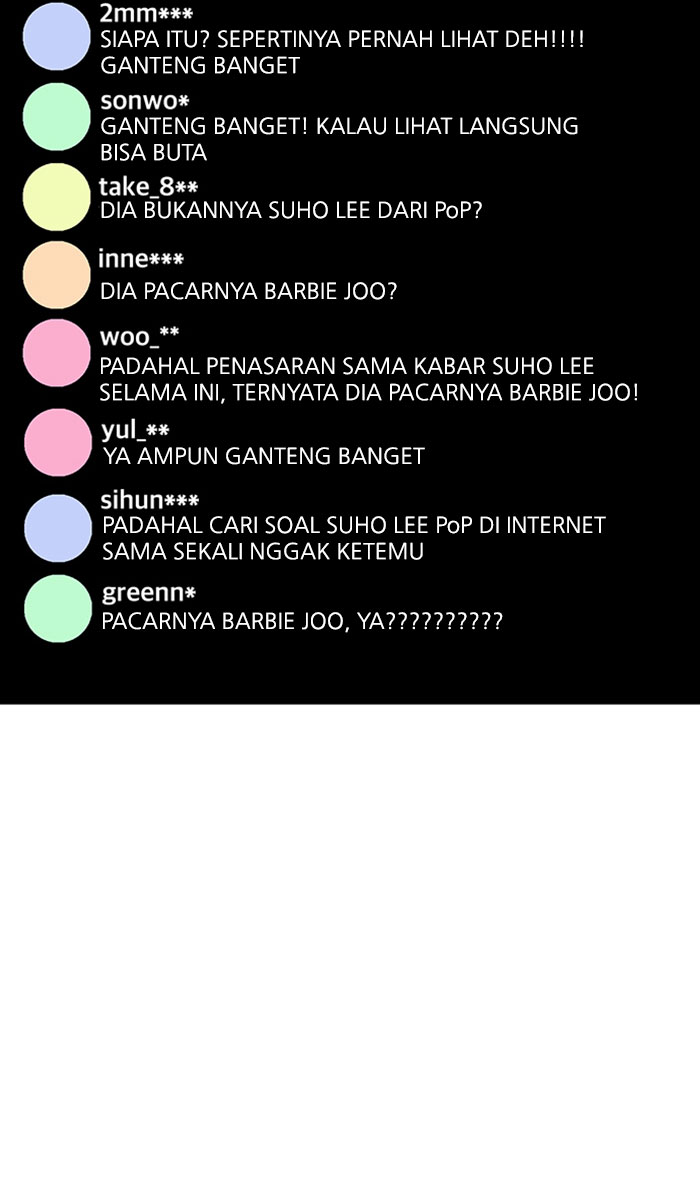 2mm***
SIAPA ITU? SEPERTINYA PERNAH LIHAT DEH!!!!
GANTENG BANGET
sonwo*
GANTENG BANGET! KALAU LIHAT LANGSUNG
BISA BUTA
take_8**
DIA BUKANNYA SUHO LEE DARI PoP?
inne***
DIA PACARNYA BARBIE JOO?
woo_**
PADAHAL PENASARAN SAMA KABAR SUHO LEE
SELAMA INI, TERNYATA DIA PACARNYA BARBIE JOO!
yul_**
YA AMPUN GANTENG BANGET
sihun***
PADAHAL CARI SOAL SUHO LEE PoP DI INTERNET
SAMA SEKALI NGGAK KETEMU
greenn*
PACARNYA BARBIE JOO, YA??????????